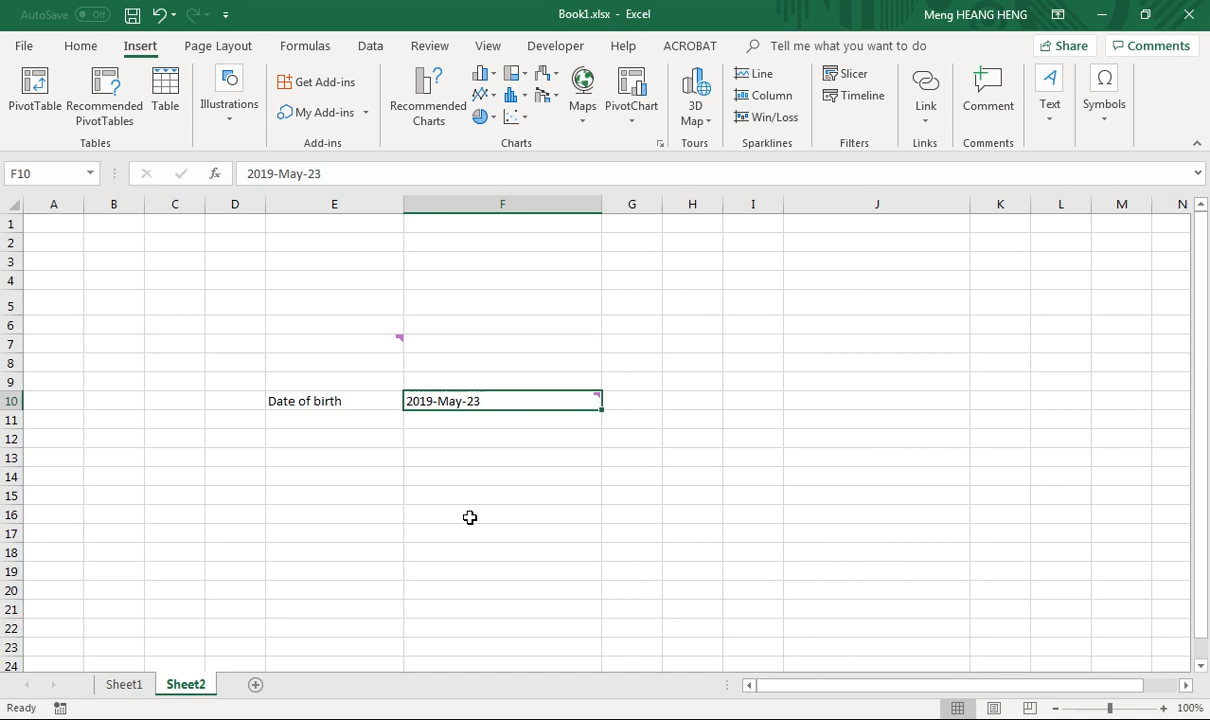 AutoSave Off
Book1.xlsx - Excel
Meng HEANG HENG
File Home Insert Page Layout Formulas Data Review View Developer Help ACROBAT Tell me what you want to do Share Comments
PivotTable
Recommended
PivotTables
Table
Tables
Illustrations
Get Add-ins
My Add-ins
Add-ins
Recommended
Charts
Maps
PivotChart
Charts
3D
Map
Tours
Line
Column
Win/Loss
Sparklines
Slicer
Timeline
Filters
Link
Links
Comment
Comments
Text
Symbols
F10 fx 2019-May-23
A B C D E F G H I J K L M N
1
2
3
4
5
6
7
8
9
10 Date of birth 2019-May-23
11
12
13
14
15
16
17
18
19
20
21
22
23
24
Sheet1 Sheet2
Ready 100%